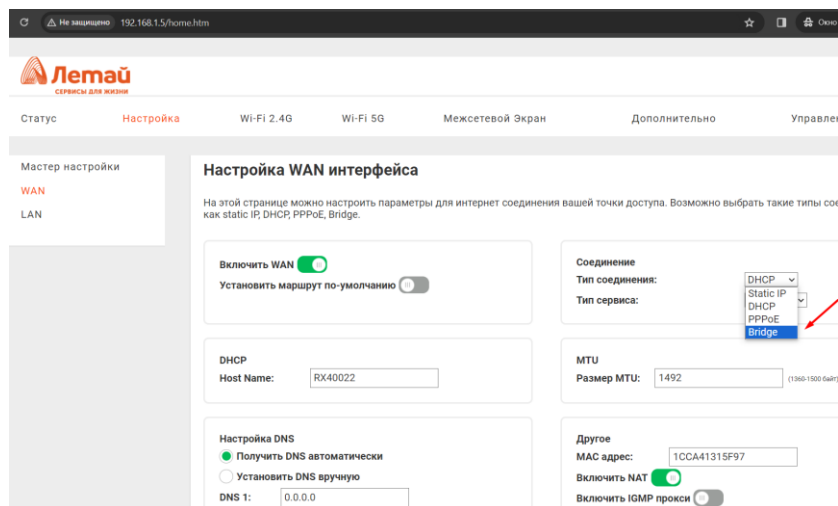 Не защищено 192.168.1.5/home.htm Окно
Летай
СЕРВИСЫ ДЛЯ ЖИЗНИ
Статус Настройка Wi-Fi 2.4G Wi-Fi 5G Межсетевой Экран Дополнительно Управлен
Мастер настройки
WAN
LAN
Настройка WAN интерфейса
На этой странице можно настроить параметры для интернет соединения вашей точки доступа. Возможно выбрать такие типы сое
как static IP, DHCP, PPPoE, Bridge.
Включить WAN
Установить маршрут по-умолчанию
Соединение
Тип соединения: DHCP
Тип сервиса:
Static IP
DHCP
PPPoE
Bridge
DHCP
Host Name: RX40022
MTU
Размер MTU: 1492 (1360-1500 байт)
Настройка DNS
Получить DNS автоматически
Установить DNS вручную
DNS 1: 0.0.0.0
Другое
MAC адрес: 1CCA41315F97
Включить NAT
Включить IGMP прокси